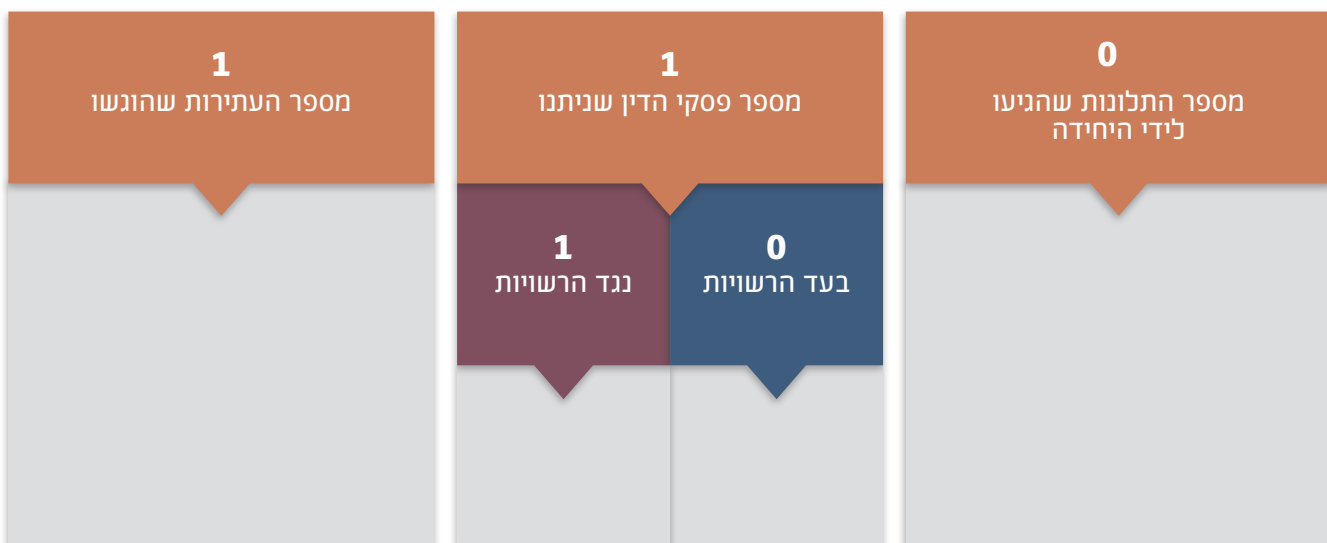 0
מספר התלונות שהגיעו
לידי היחידה
1
מספר פסקי הדין שניתנו
0
בעד הרשויות
1
נגד הרשויות
1
מספר העתירות שהוגשו